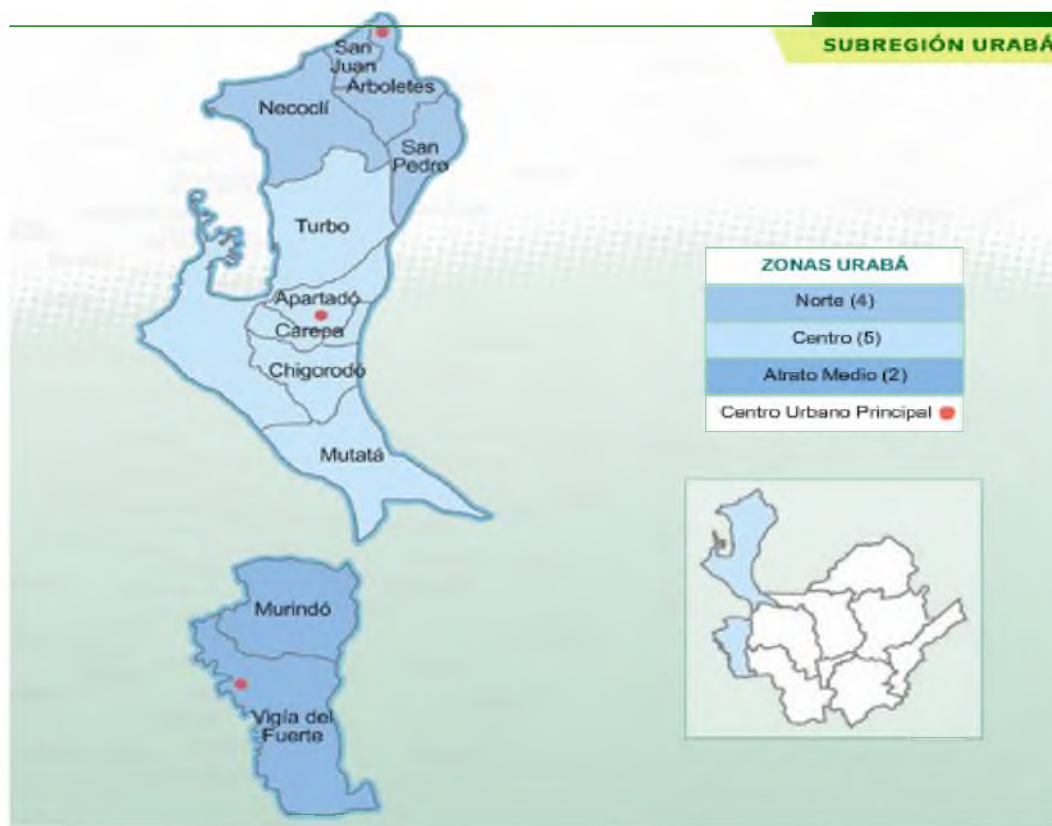 SUBREGIÓN URABÁ
San
Juan
Arboletes
Necoclí
San
Pedro
Turbo
Apartadó
Carepa
Chigorodó
Mutatá
Murindó
Vigía del
Fuerte
ZONAS URABÁ
Norte (4)
Centro (5)
Atrato Medio (2)
Centro Urbano Principal